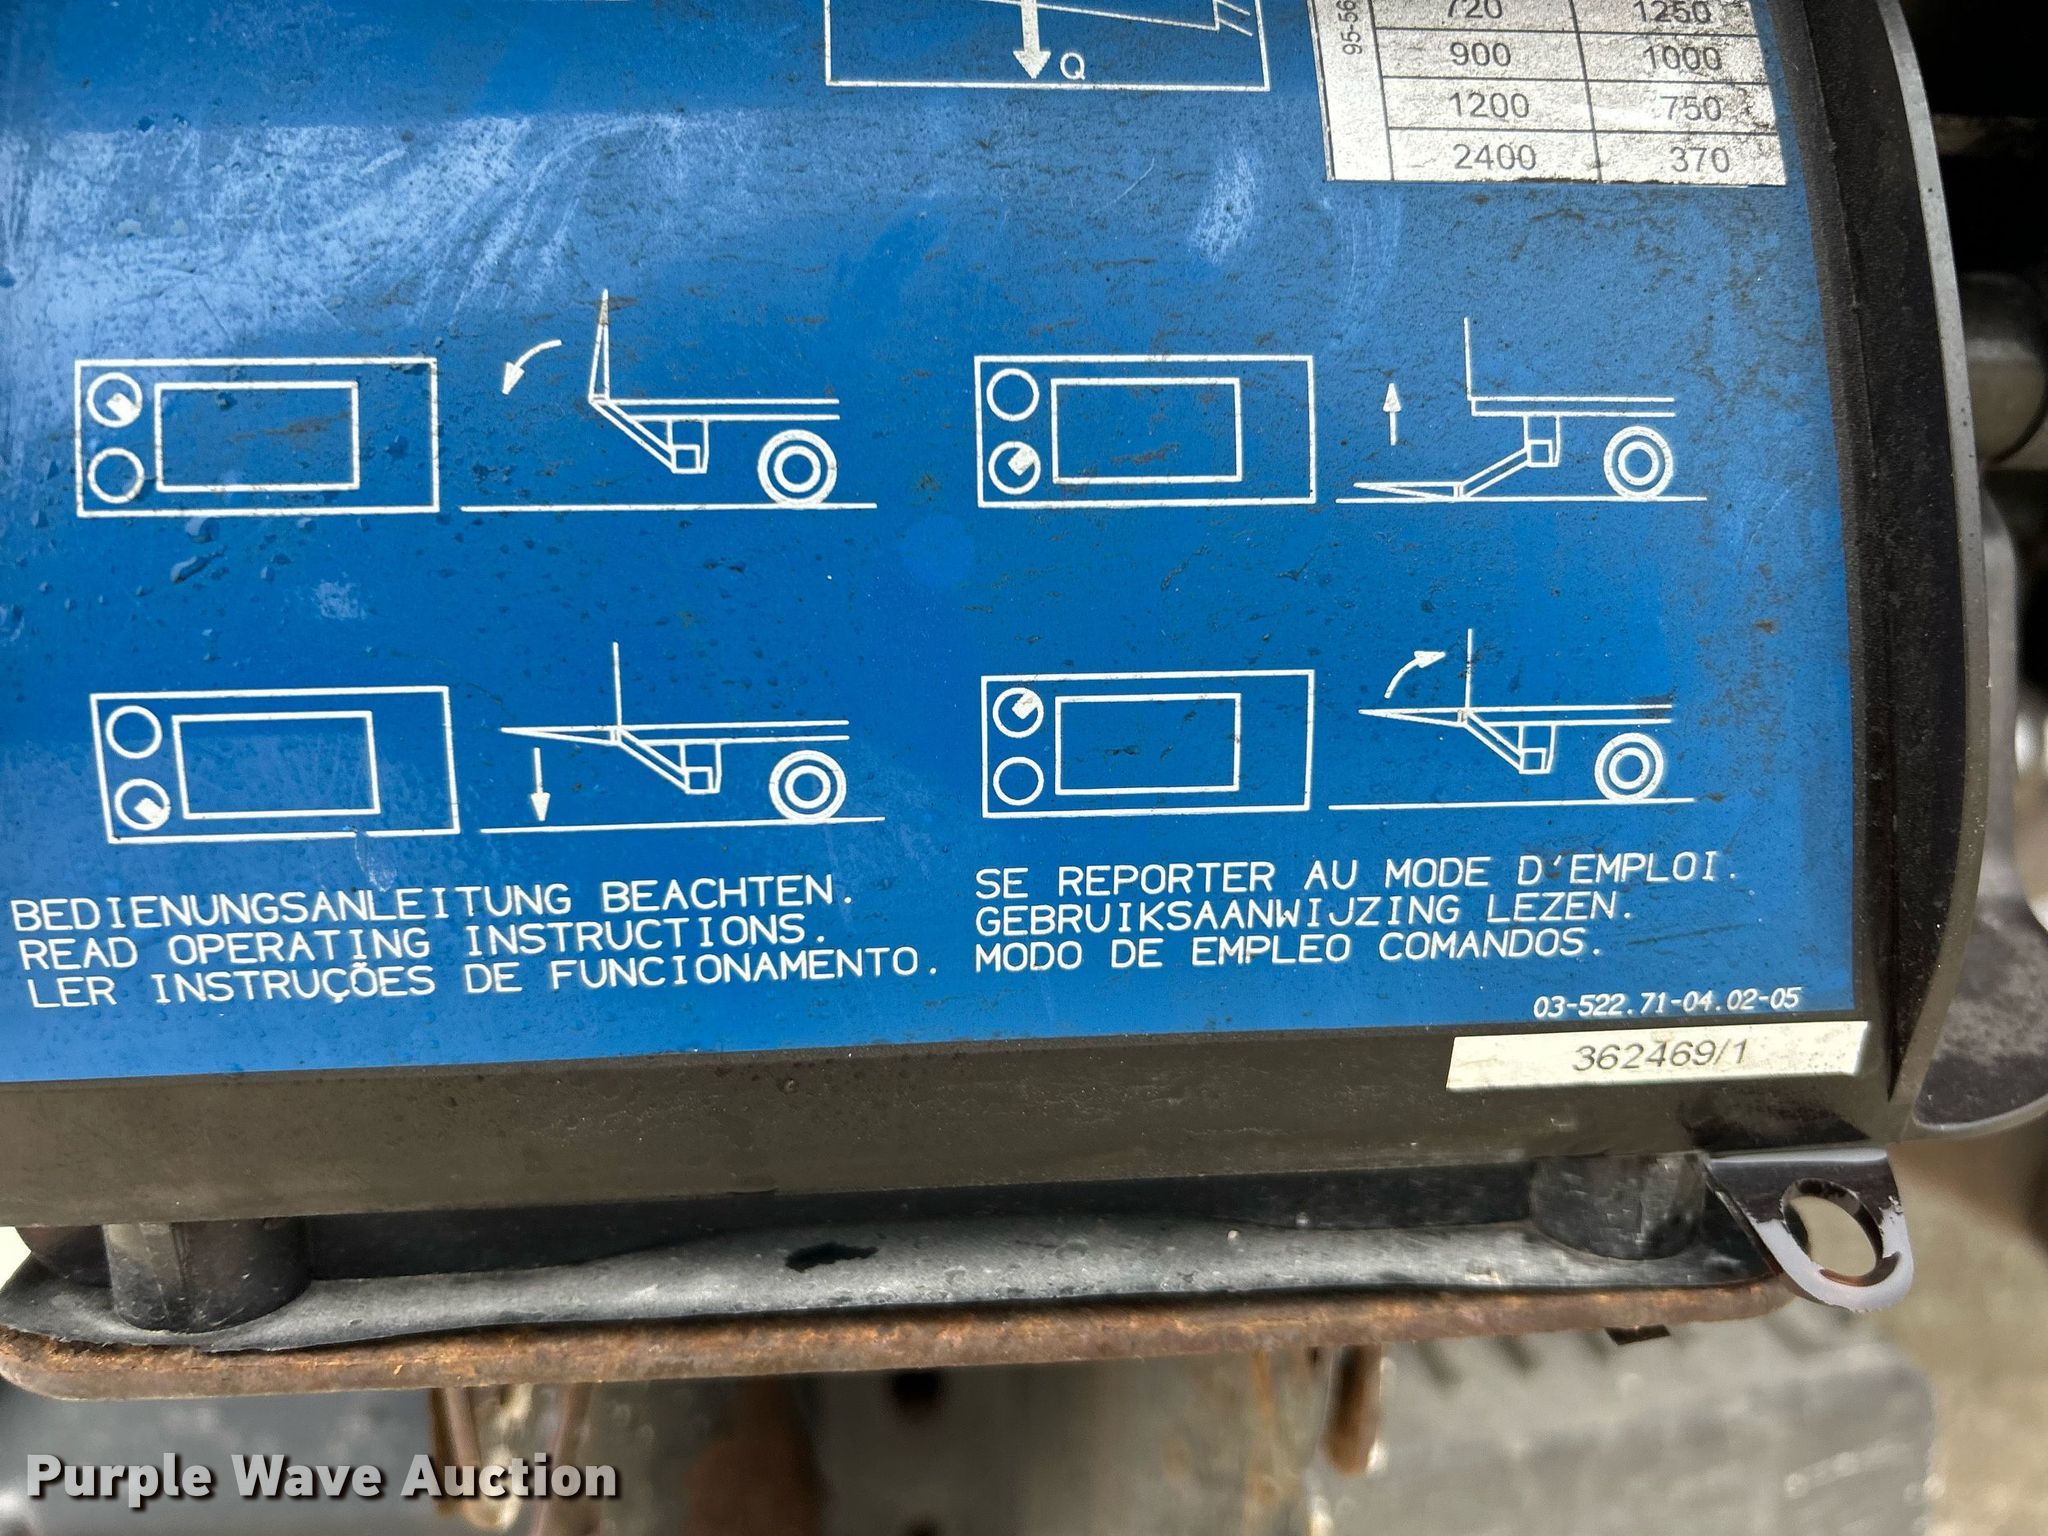 Q
95-56
720 1250
900 1000
1200 750
2400 370
BEDIENUNGSANLEITUNG BEACHTEN.
READ OPERATING INSTRUCTIONS.
LER INSTRUÇÕES DE FUNCIONAMENTO.
SE REPORTER AU MODE D'EMPLOI.
GEBRUIKSAANWIJZING LEZEN.
MODO DE EMPLEO COMANDOS.
03-522.71-04.02-05
362469/1
Purple Wave Auction